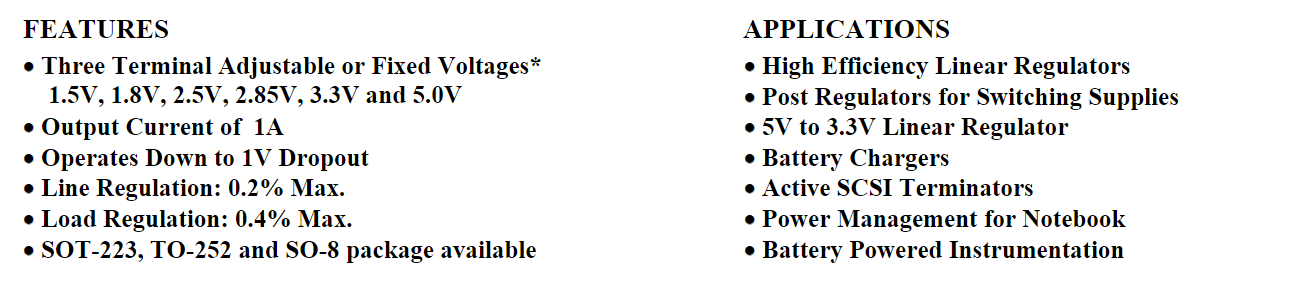 FEATURES
• Three Terminal Adjustable or Fixed Voltages*
1.5V, 1.8V, 2.5V, 2.85V, 3.3V and 5.0V
• Output Current of  1A
• Operates Down to 1V Dropout
• Line Regulation: 0.2% Max.
• Load Regulation: 0.4% Max.
• SOT-223, TO-252 and SO-8 package available
APPLICATIONS
• High Efficiency Linear Regulators
• Post Regulators for Switching Supplies
• 5V to 3.3V Linear Regulator
• Battery Chargers
• Active SCSI Terminators
• Power Management for Notebook
• Battery Powered Instrumentation